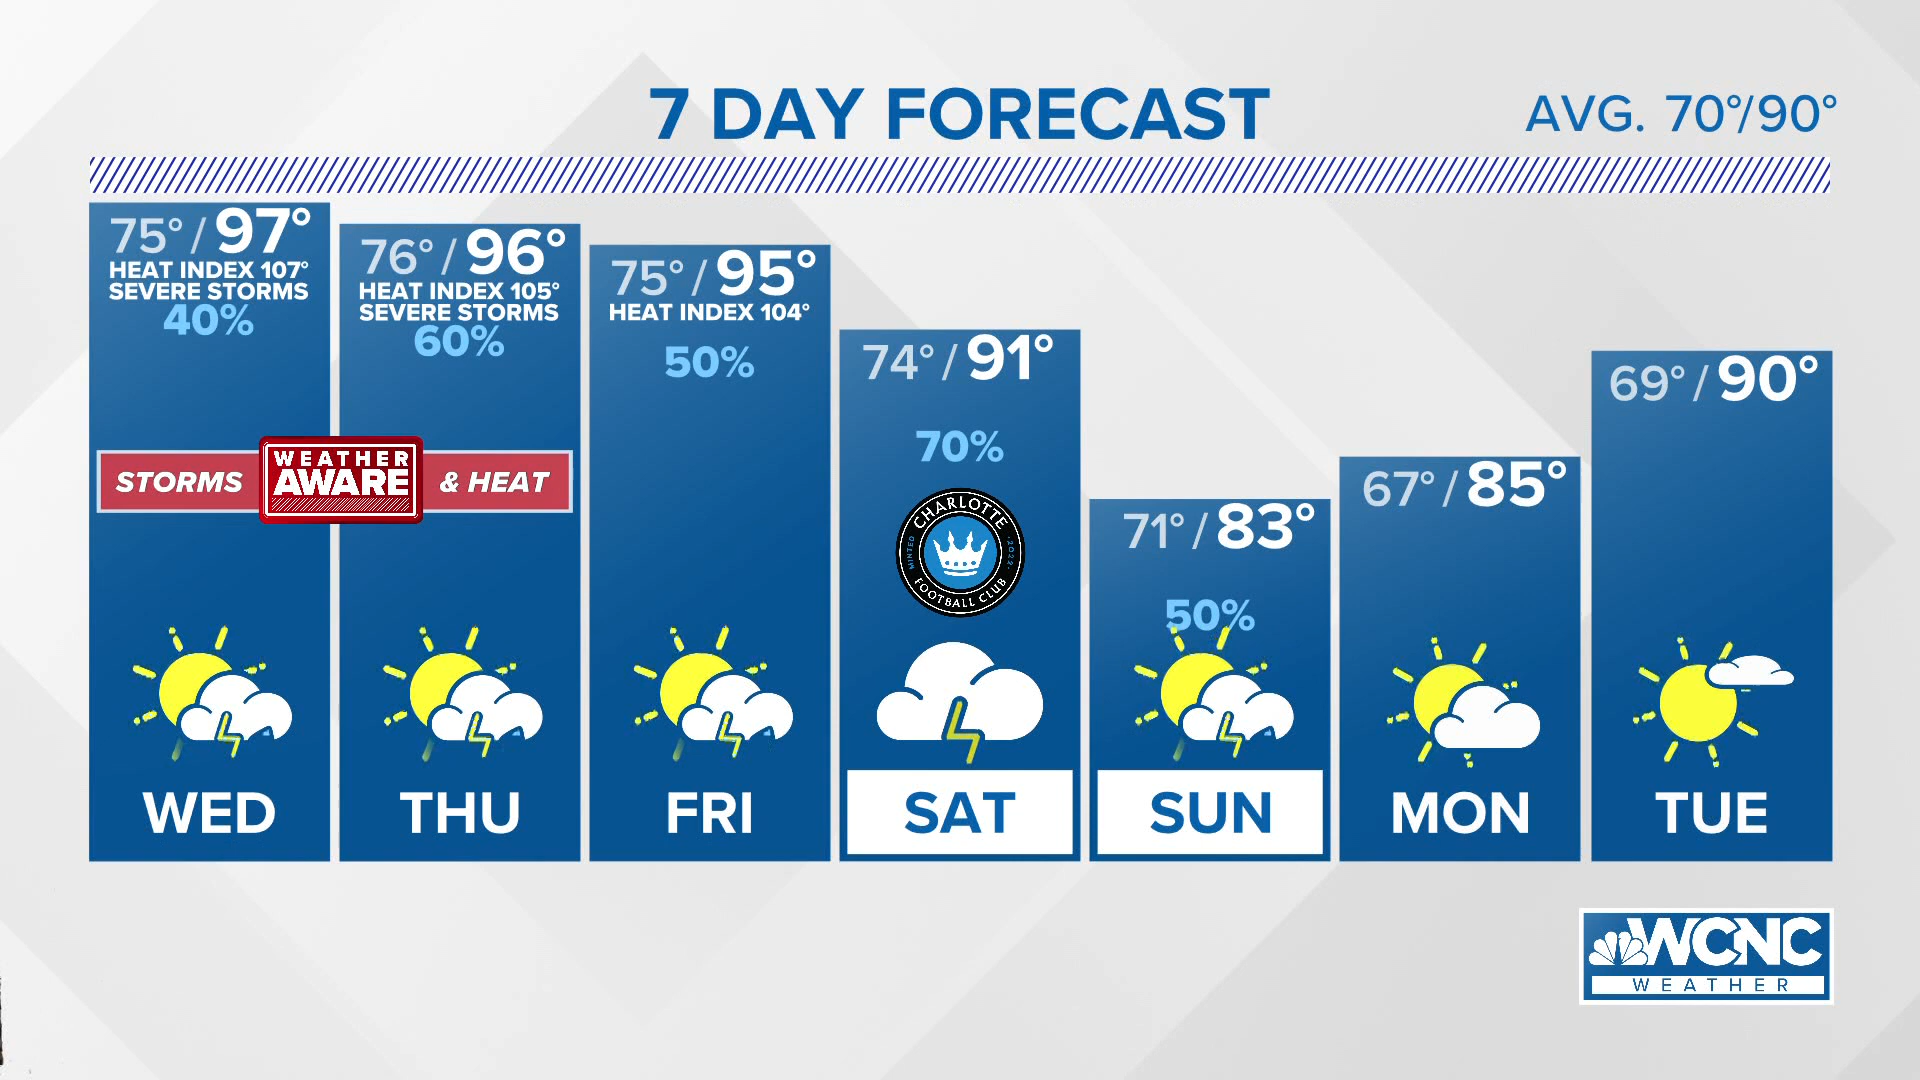 7 DAY FORECAST
AVG. 70°/90°
75° / 97°
HEAT INDEX 107°
SEVERE STORMS
40%
76° / 96°
HEAT INDEX 105°
SEVERE STORMS
60%
75° / 95°
HEAT INDEX 104°
50%
74° / 91°
70%
71° / 83°
50%
67° / 85°
69° / 90°
STORMS
WEATHER
AWARE
& HEAT
CHARLOTTE
MINTED
2022
FOOTBALL CLUB
WED
THU
FRI
SAT
SUN
MON
TUE
WCNC
WEATHER